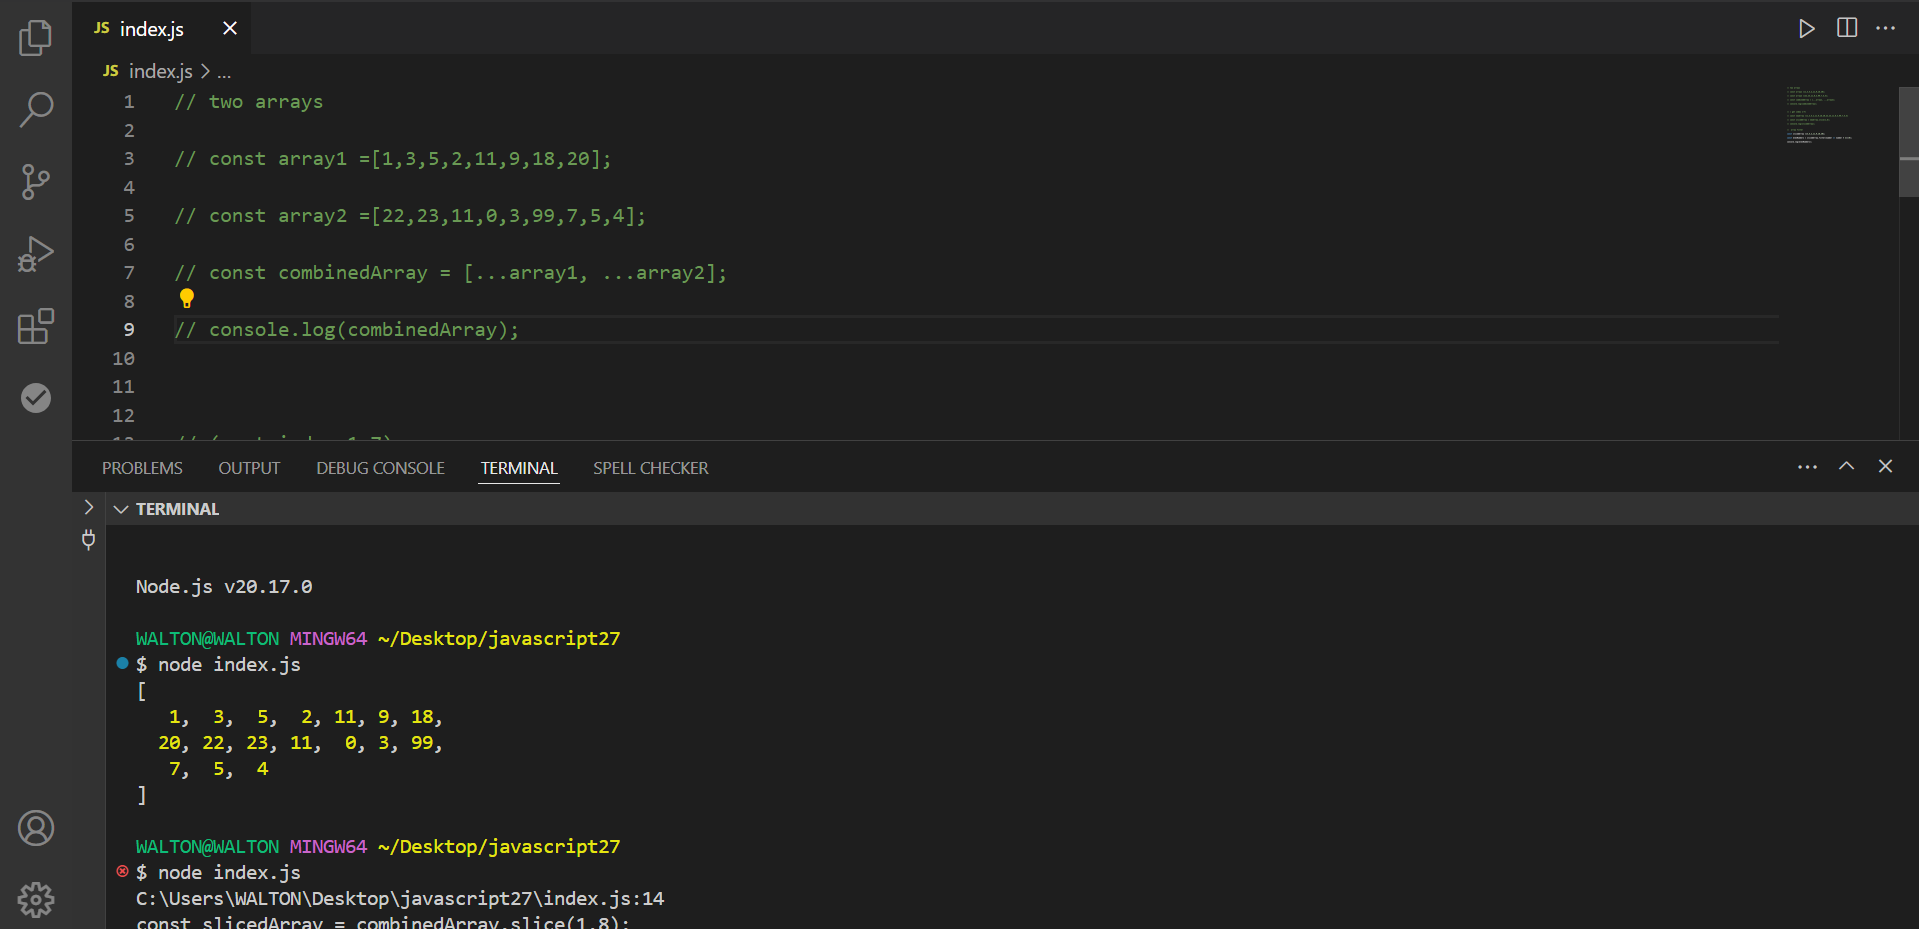 JS index.js
JS index.js > ...
1 // two arrays
2
3 // const array1 =[1,3,5,2,11,9,18,20];
4
5 // const array2 =[22,23,11,0,3,99,7,5,4];
6
7 // const combinedArray = [...array1, ...array2];
8
9 // console.log(combinedArray);
10
11
12
PROBLEMS OUTPUT DEBUG CONSOLE TERMINAL SPELL CHECKER
TERMINAL
Node.js v20.17.0
WALTON@WALTON MINGW64 ~/Desktop/javascript27
$ node index.js
[
1, 3, 5, 2, 11, 9, 18,
20, 22, 23, 11, 0, 3, 99,
7, 5, 4
]
WALTON@WALTON MINGW64 ~/Desktop/javascript27
$ node index.js
C:\Users\WALTON\Desktop\javascript27\index.js:14
const slicedArray = combinedArray.slice(1,8);